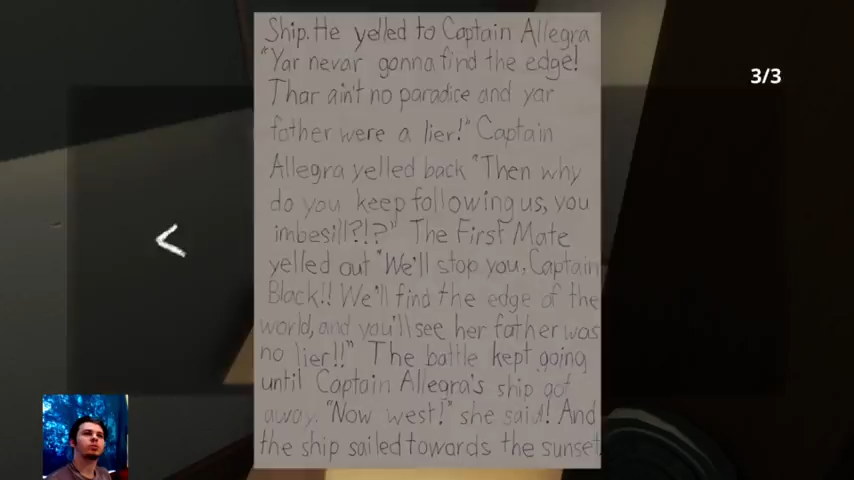 Ship. He yelled to Captain Allegra
"Yar nevar gonna find the edge!
Thar ain't no paradice and yar
father were a lier!" Captain
Allegra yelled back "Then why
do you keep following us, you
imbesill?!?" The First Mate
yelled out "We'll stop you, Captain
Black!! We'll find the edge of the
world, and you'll see her father was
no lier!!" The battle kept going
until Captain Allegra's ship got
away. "Now west!" she said! And
the ship sailed towards the sunset.
3/3
<